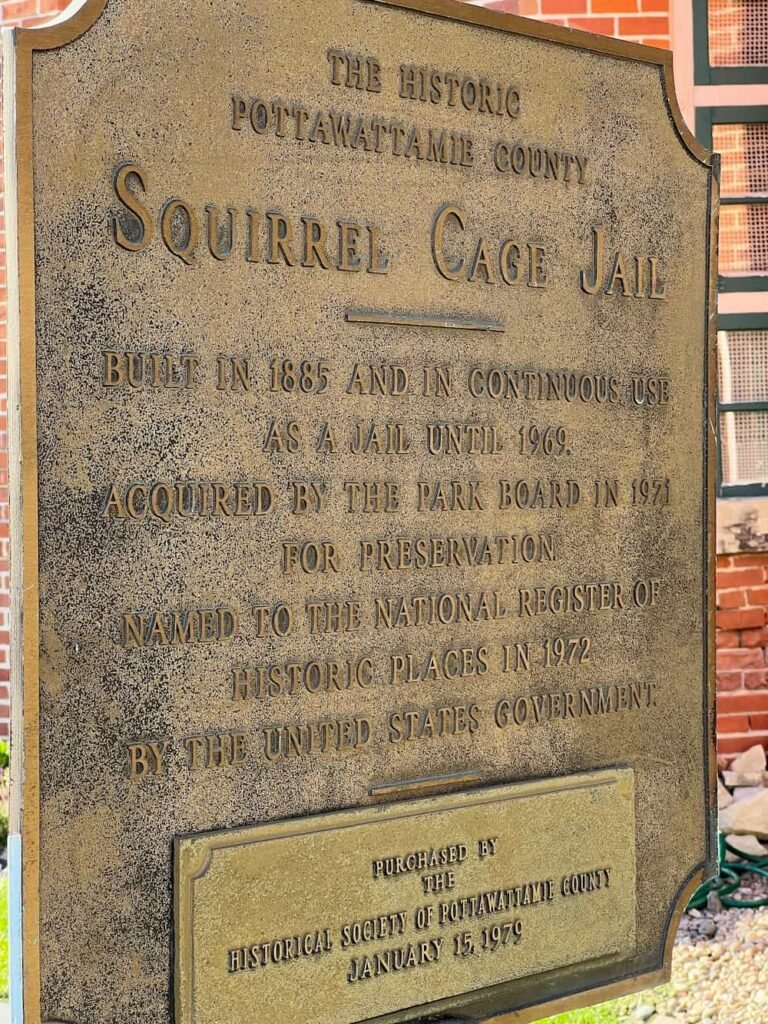 THE HISTORIC
POTTAWATTAMIE COUNTY
SQUIRREL CAGE JAIL
BUILT IN 1885 AND IN CONTINUOUS USE
AS A JAIL UNTIL 1969.
ACQUIRED BY THE PARK BOARD IN 1971
FOR PRESERVATION.
NAMED TO THE NATIONAL REGISTER OF
HISTORIC PLACES IN 1972
BY THE UNITED STATES GOVERNMENT.
PURCHASED BY
THE
HISTORICAL SOCIETY OF POTTAWATTAMIE COUNTY
JANUARY 15, 1979